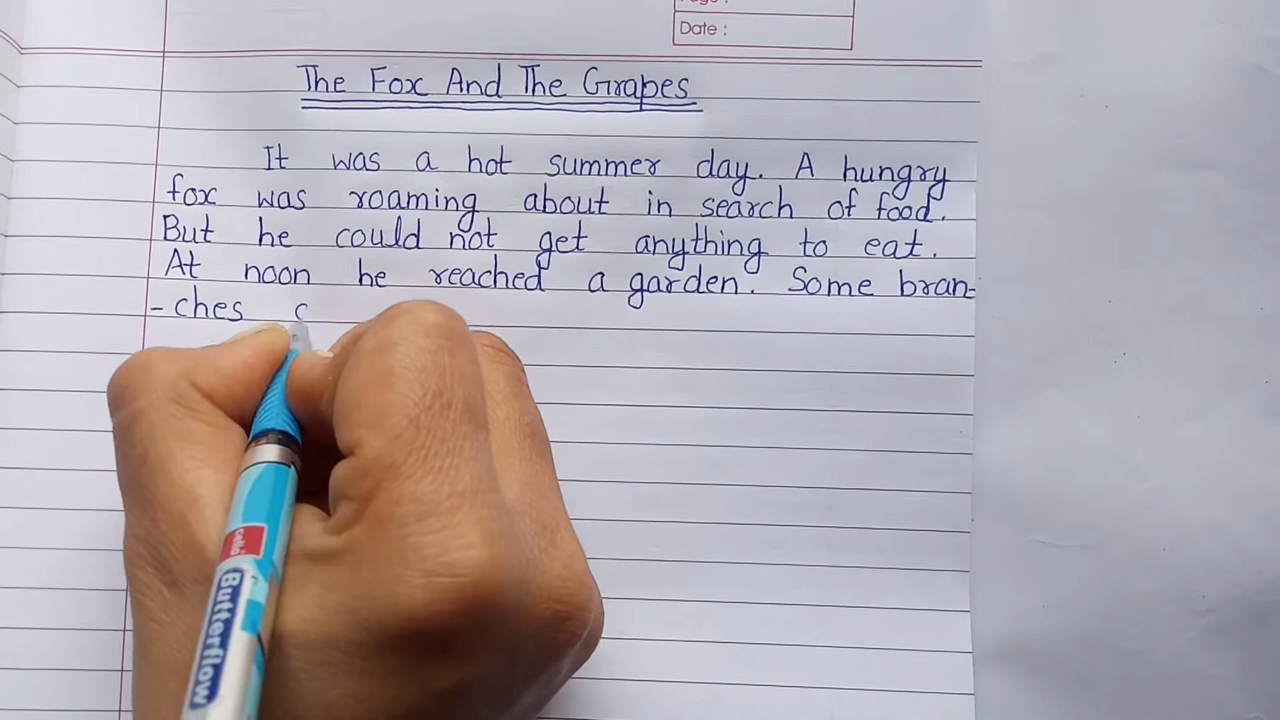 Date :
The Fox And The Grapes
It was a hot summer day. A hungry
fox was roaming about in search of food.
But he could not get anything to eat.
At noon he reached a garden. Some bran-
-ches
cello
Butterflow